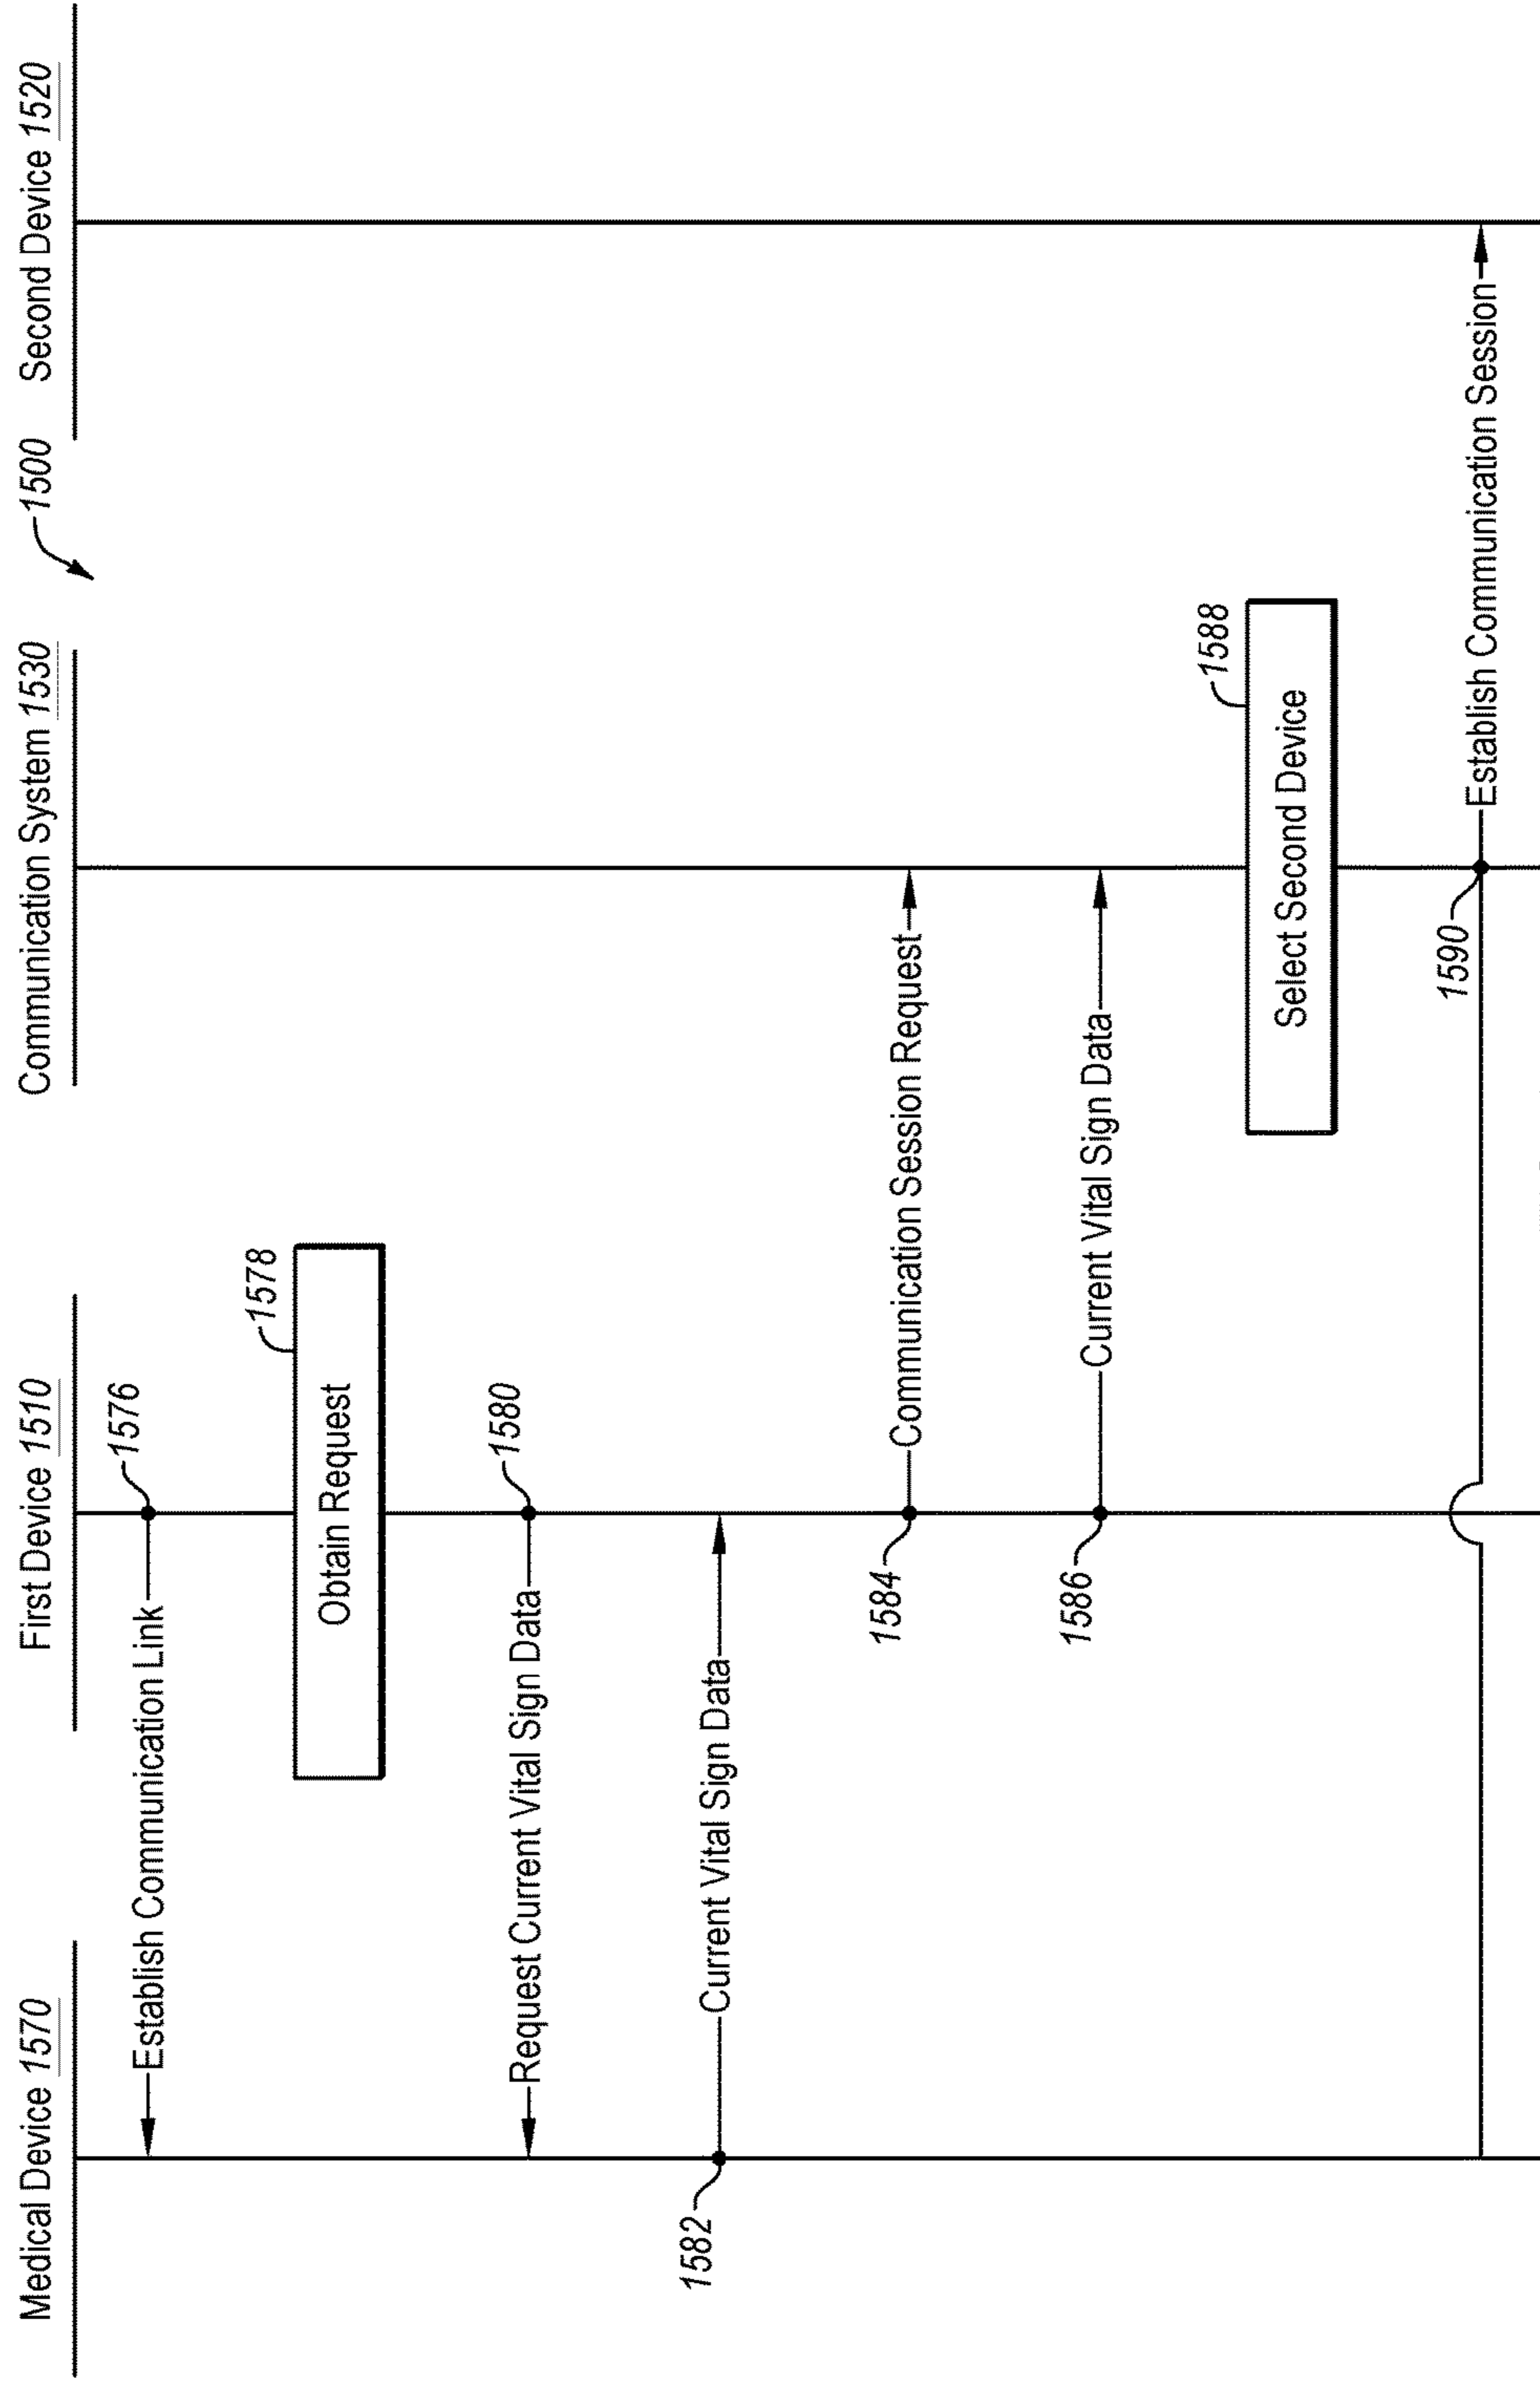 Medical Device 1570
First Device 1510
Communication System 1530
1500
Second Device 1520
Establish Communication Link
1576
Obtain Request
1578
Request Current Vital Sign Data
1580
1582
Current Vital Sign Data
1584
Communication Session Request
1586
Current Vital Sign Data
Select Second Device
1588
1590
Establish Communication Session